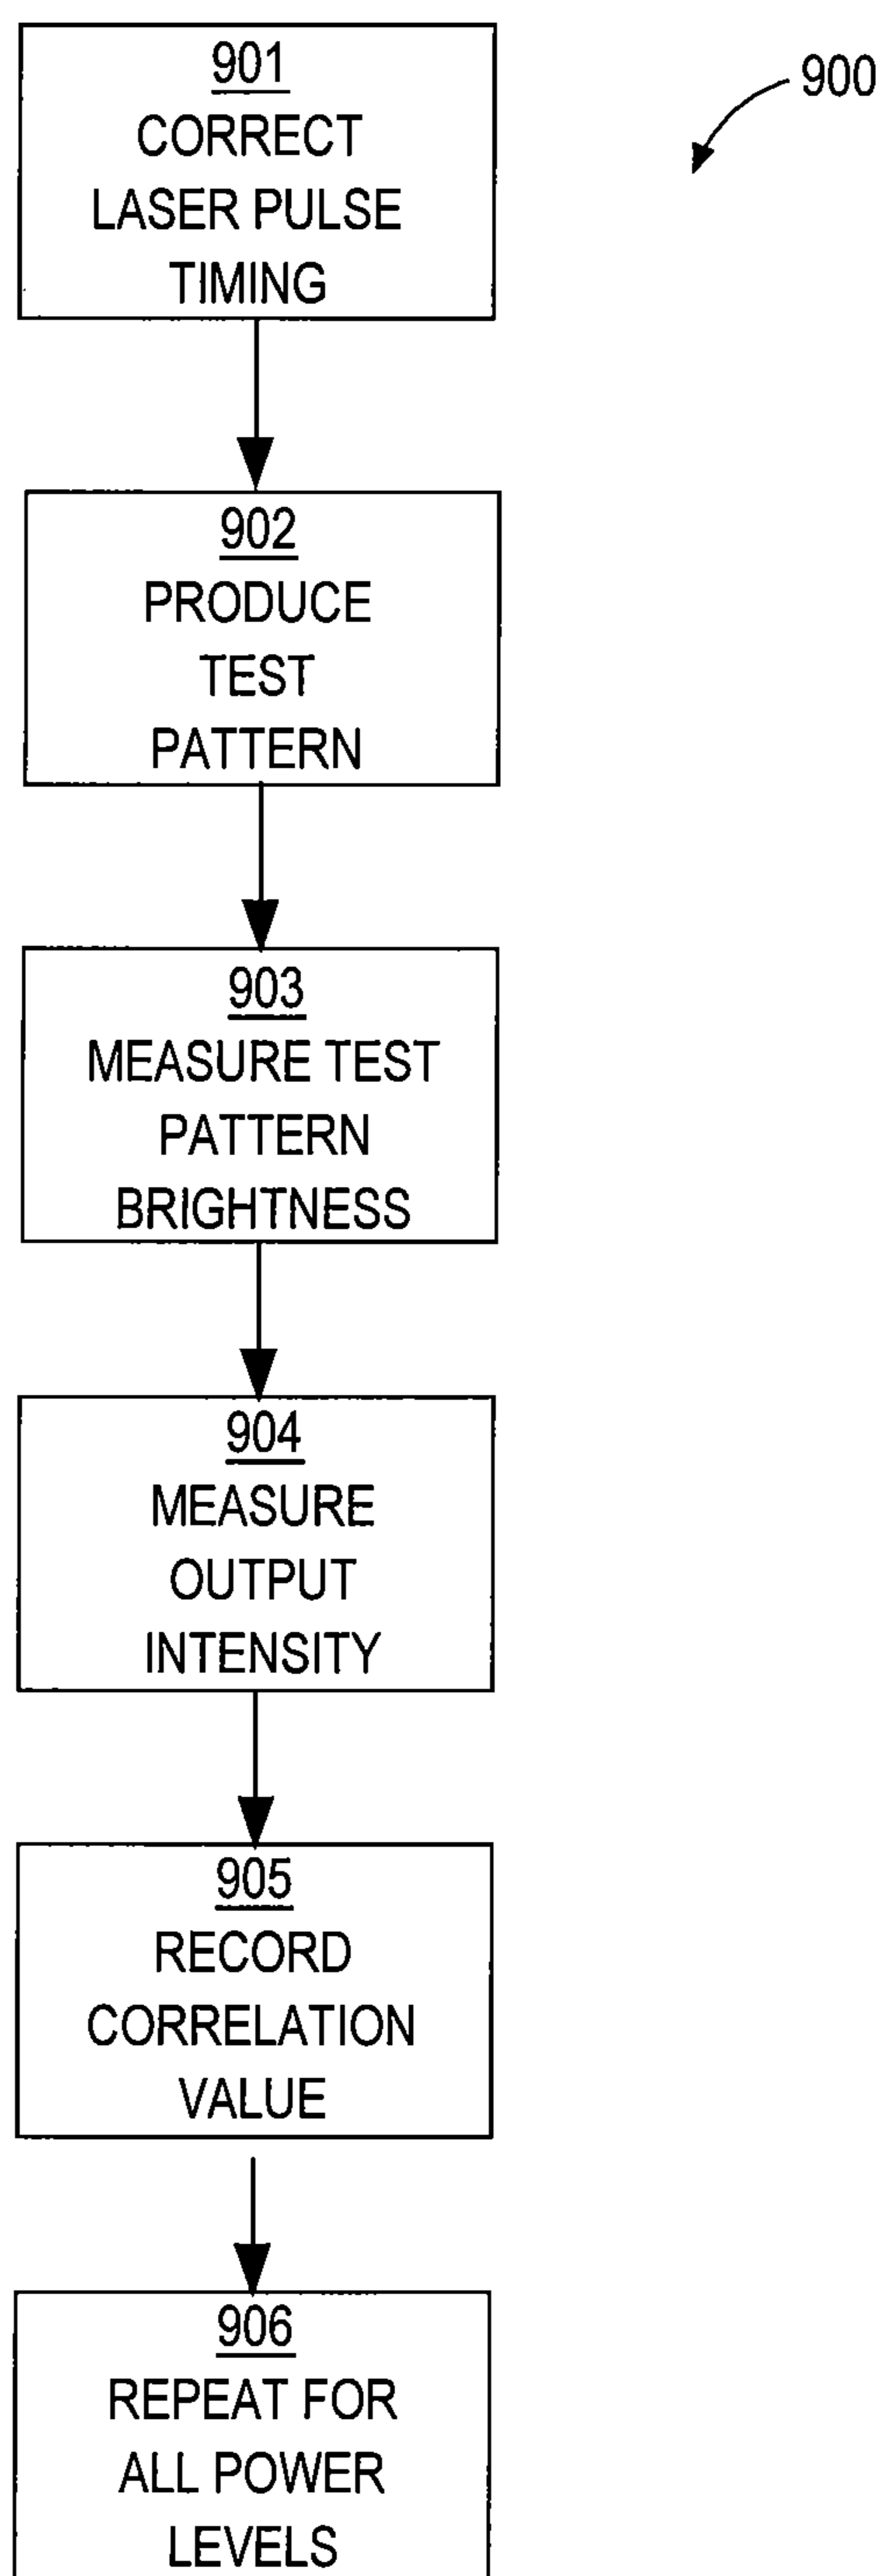 901
CORRECT
LASER PULSE
TIMING
900
902
PRODUCE
TEST
PATTERN
903
MEASURE TEST
PATTERN
BRIGHTNESS
904
MEASURE
OUTPUT
INTENSITY
905
RECORD
CORRELATION
VALUE
906
REPEAT FOR
ALL POWER
LEVELS